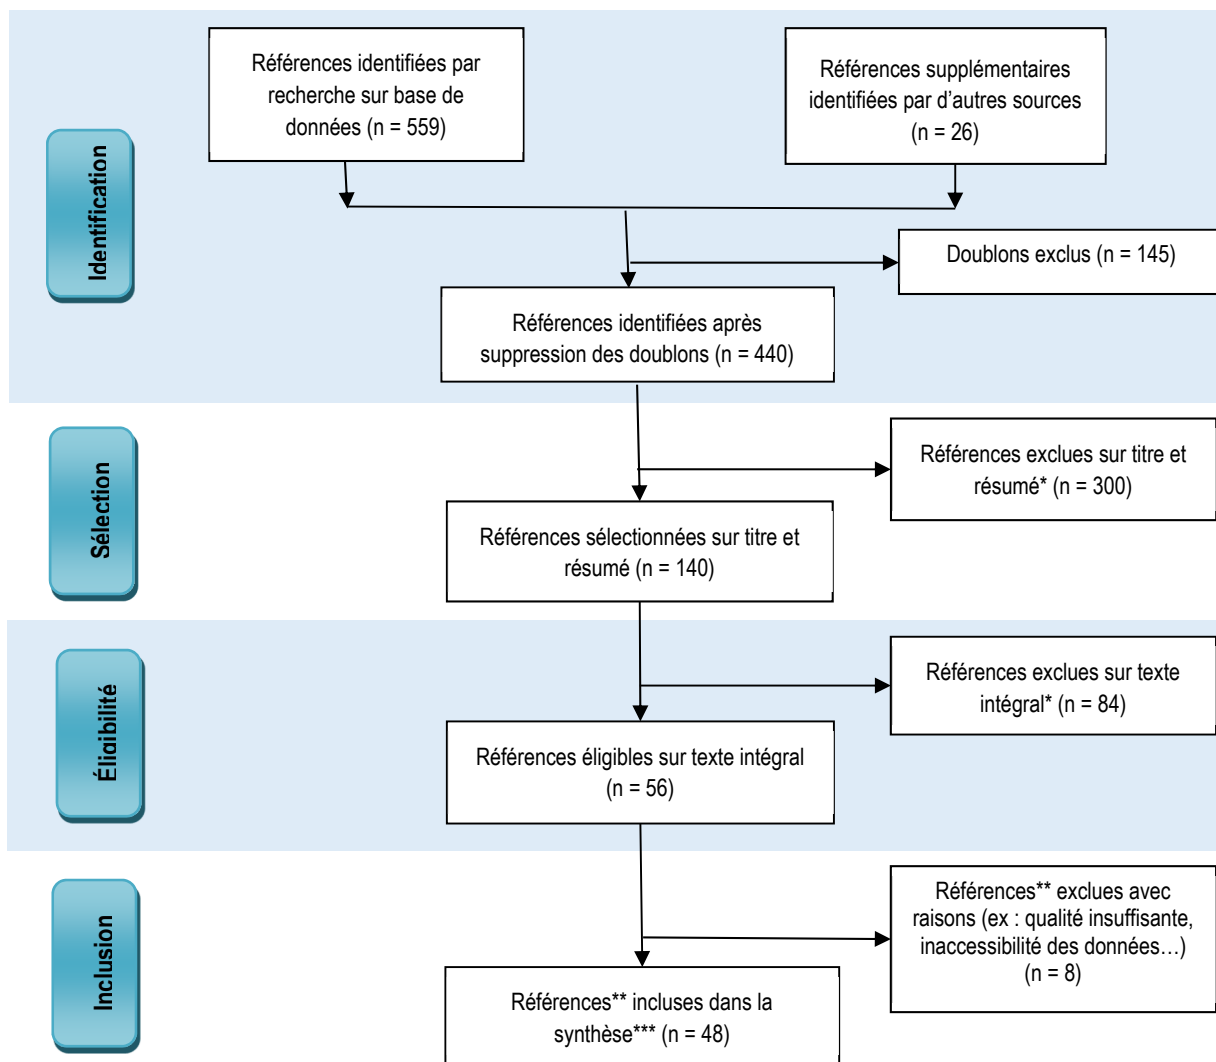 Références identifiées par
recherche sur base de
données (n = 559)
Références supplémentaires
identifiées par d'autres sources
(n = 26)
Identification
Doublons exclus (n = 145)
Références identifiées après
suppression des doublons (n = 440)
Sélection
Références exclues sur titre et
résumé* (n = 300)
Références sélectionnées sur titre et
résumé (n = 140)
Éligibilité
Références exclues sur texte
intégral* (n = 84)
Références éligibles sur texte intégral
(n = 56)
Inclusion
Références** exclues avec
raisons (ex : qualité insuffisante,
inaccessibilité des données…)
(n = 8)
Références** incluses dans la
synthèse*** (n = 48)